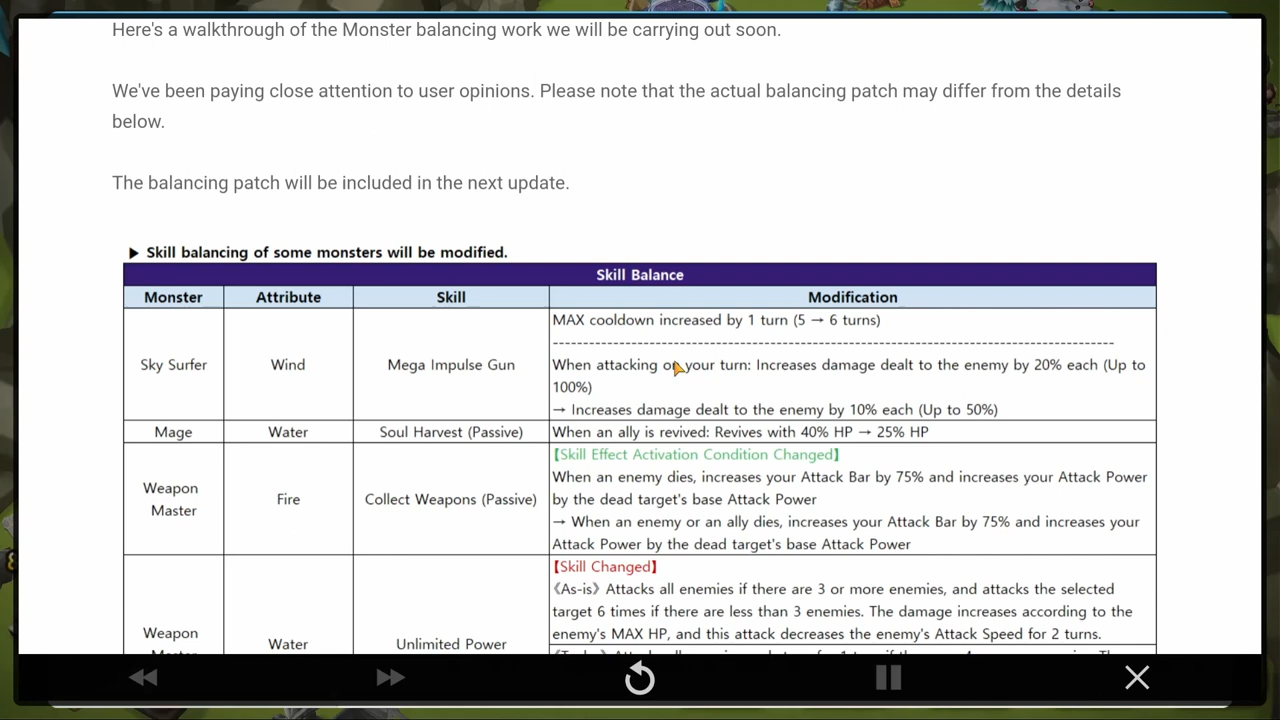 Here's a walkthrough of the Monster balancing work we will be carrying out soon.
We've been paying close attention to user opinions. Please note that the actual balancing patch may differ from the details
below.
The balancing patch will be included in the next update.
▶ Skill balancing of some monsters will be modified.
Skill Balance
Monster Attribute Skill Modification
Sky Surfer Wind Mega Impulse Gun
MAX cooldown increased by 1 turn (5 → 6 turns)
--------------------------------------------------------------------------------
When attacking on your turn: Increases damage dealt to the enemy by 20% each (Up to
100%)
→ Increases damage dealt to the enemy by 10% each (Up to 50%)
Mage Water Soul Harvest (Passive) When an ally is revived: Revives with 40% HP → 25% HP
Weapon
Master
Fire Collect Weapons (Passive)
【Skill Effect Activation Condition Changed】
When an enemy dies, increases your Attack Bar by 75% and increases your Attack Power
by the dead target's base Attack Power
→ When an enemy or an ally dies, increases your Attack Bar by 75% and increases your
Attack Power by the dead target's base Attack Power
Weapon
Water Unlimited Power
【Skill Changed】
《As-is》 Attacks all enemies if there are 3 or more enemies, and attacks the selected
target 6 times if there are less than 3 enemies. The damage increases according to the
enemy's MAX HP, and this attack decreases the enemy's Attack Speed for 2 turns.